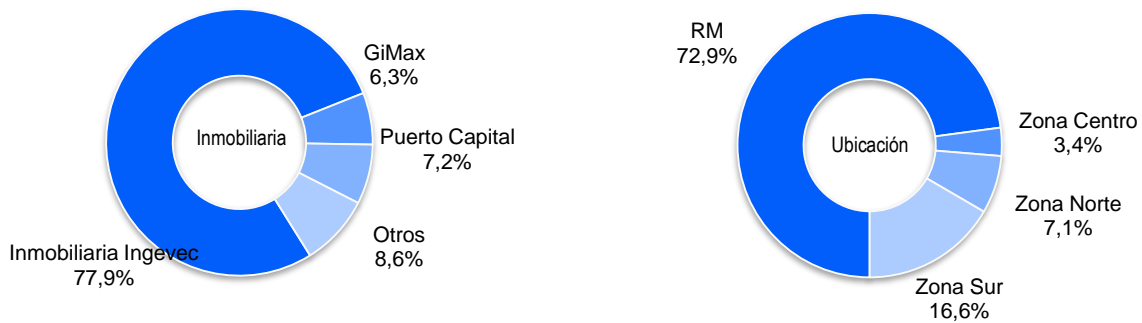 GiMax
6,3%
Inmobiliaria
Puerto Capital
7,2%
Otros
8,6%
Inmobiliaria Ingevec
77,9%
RM
72,9%
Ubicación
Zona Centro
3,4%
Zona Norte
7,1%
Zona Sur
16,6%